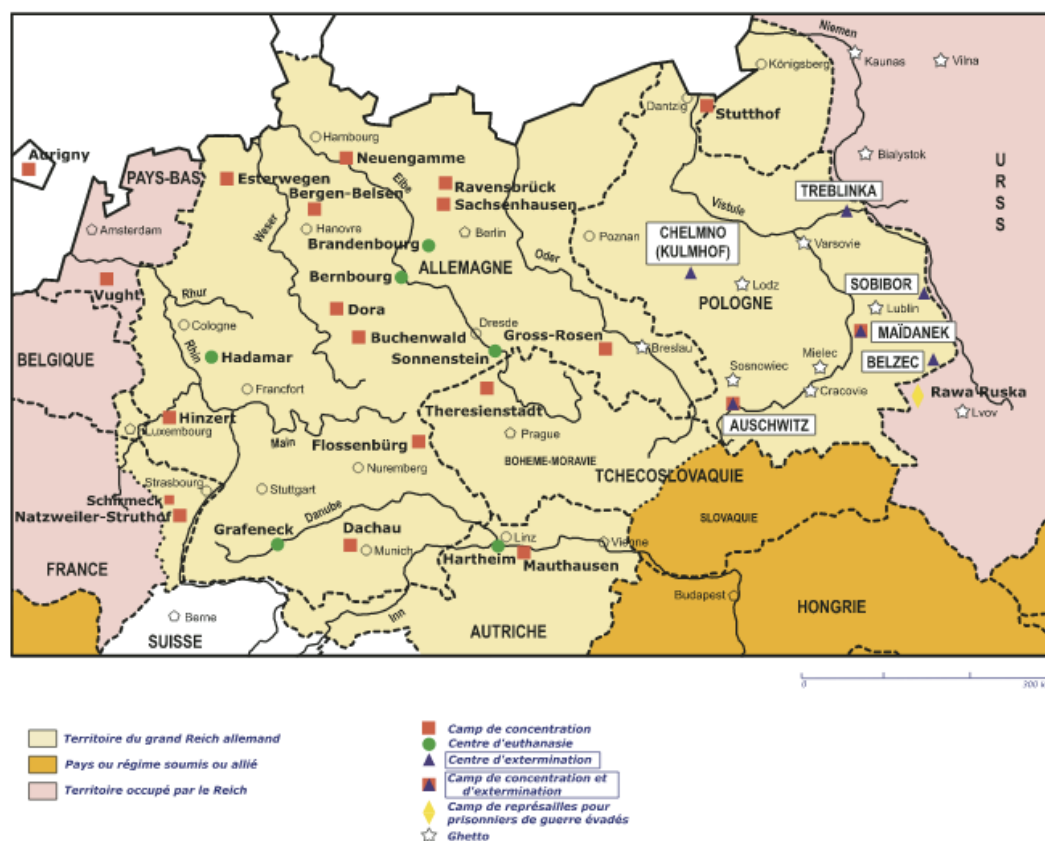 Niemen
Königsberg
Kaunas
Vilna
Dantzig
Stutthof
Hambourg
Aurigny
Neuengamme
PAYS-BAS
Esterwegen
Elbe
Ravensbrück
Bergen-Belsen
Sachsenhausen
Bialystok
URSS
TREBLINKA
Vistule
Weser
Amsterdam
Hanovra
Berlin
Poznan
CHELMNO
(KULMHOF)
Varsovie
Brandenbourg
ALLEMAGNE
Oder
Bernbourg
Vught
Lodz
SOBIBOR
Rhur
POLOGNE
Lublin
Dora
Cologne
Dresde
Gross-Rosen
MAÏDANEK
Buchenwald
Rhin
Sonnenstein
Breslau
Mielec
BELZEC
BELGIQUE
Hadamar
Sosnowiec
Francfort
Theresienstadt
Cracovie
Rawa Ruska
Lvov
Hinzert
AUSCHWITZ
Luxembourg
Main
Flossenbürg
Prague
BOHEME-MORAVIE
Nuremberg
TCHECOSLOVAQUIE
Strasbourg
Stuttgart
Schirmeck
Natzweiler-Struthof
Danube
SLOVAQUIE
Grafeneck
Dachau
Linz
Vienne
Munich
Hartheim
Mauthausen
FRANCE
Budapest
HONGRIE
Berne
Inn
SUISSE
AUTRICHE
0
300 k
Territoire du grand Reich allemand
Pays ou régime soumis ou allié
Territoire occupé par le Reich
Camp de concentration
Centre d'euthanasie
Centre d'extermination
Camp de concentration et
d'extermination
Camp de représailles pour
prisonniers de guerre évadés
Ghetto